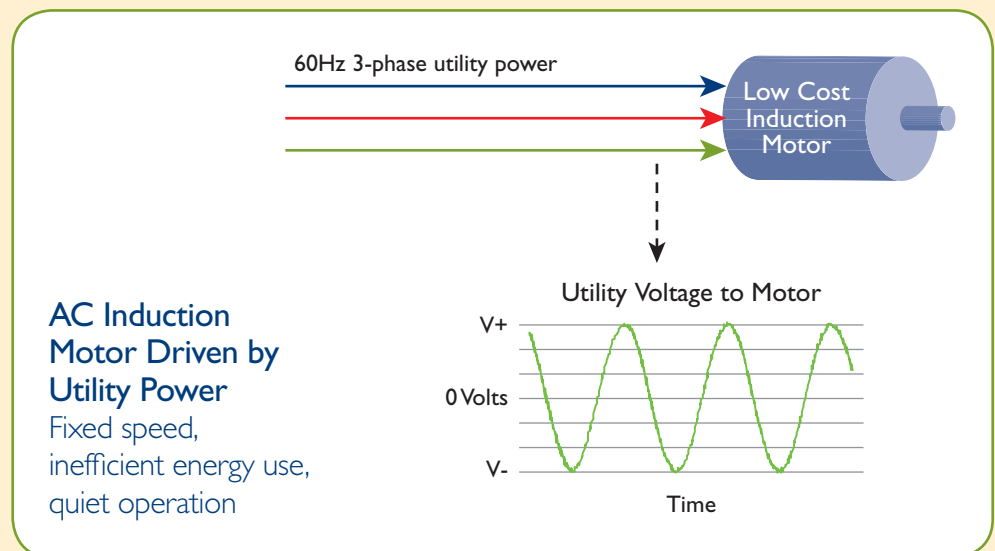 60Hz 3-phase utility power
Low Cost
Induction
Motor
Utility Voltage to Motor
V+
0 Volts
V-
Time
AC Induction
Motor Driven by
Utility Power
Fixed speed,
inefficient energy use,
quiet operation